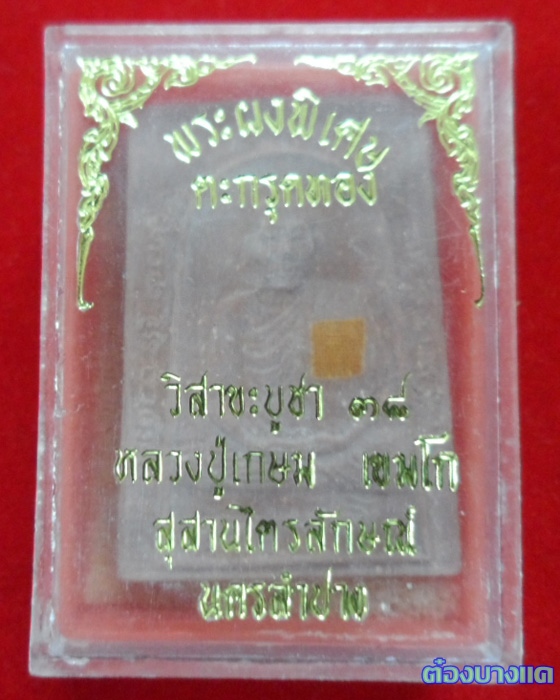 พระผงพิเศษ
ตะกรุดทอง
วิสาขะบูชา ๓๘
หลวงปู่เกษม เขมโก
สุสานไตรลักษณ์
นครลำปาง
ต๋องบางแค